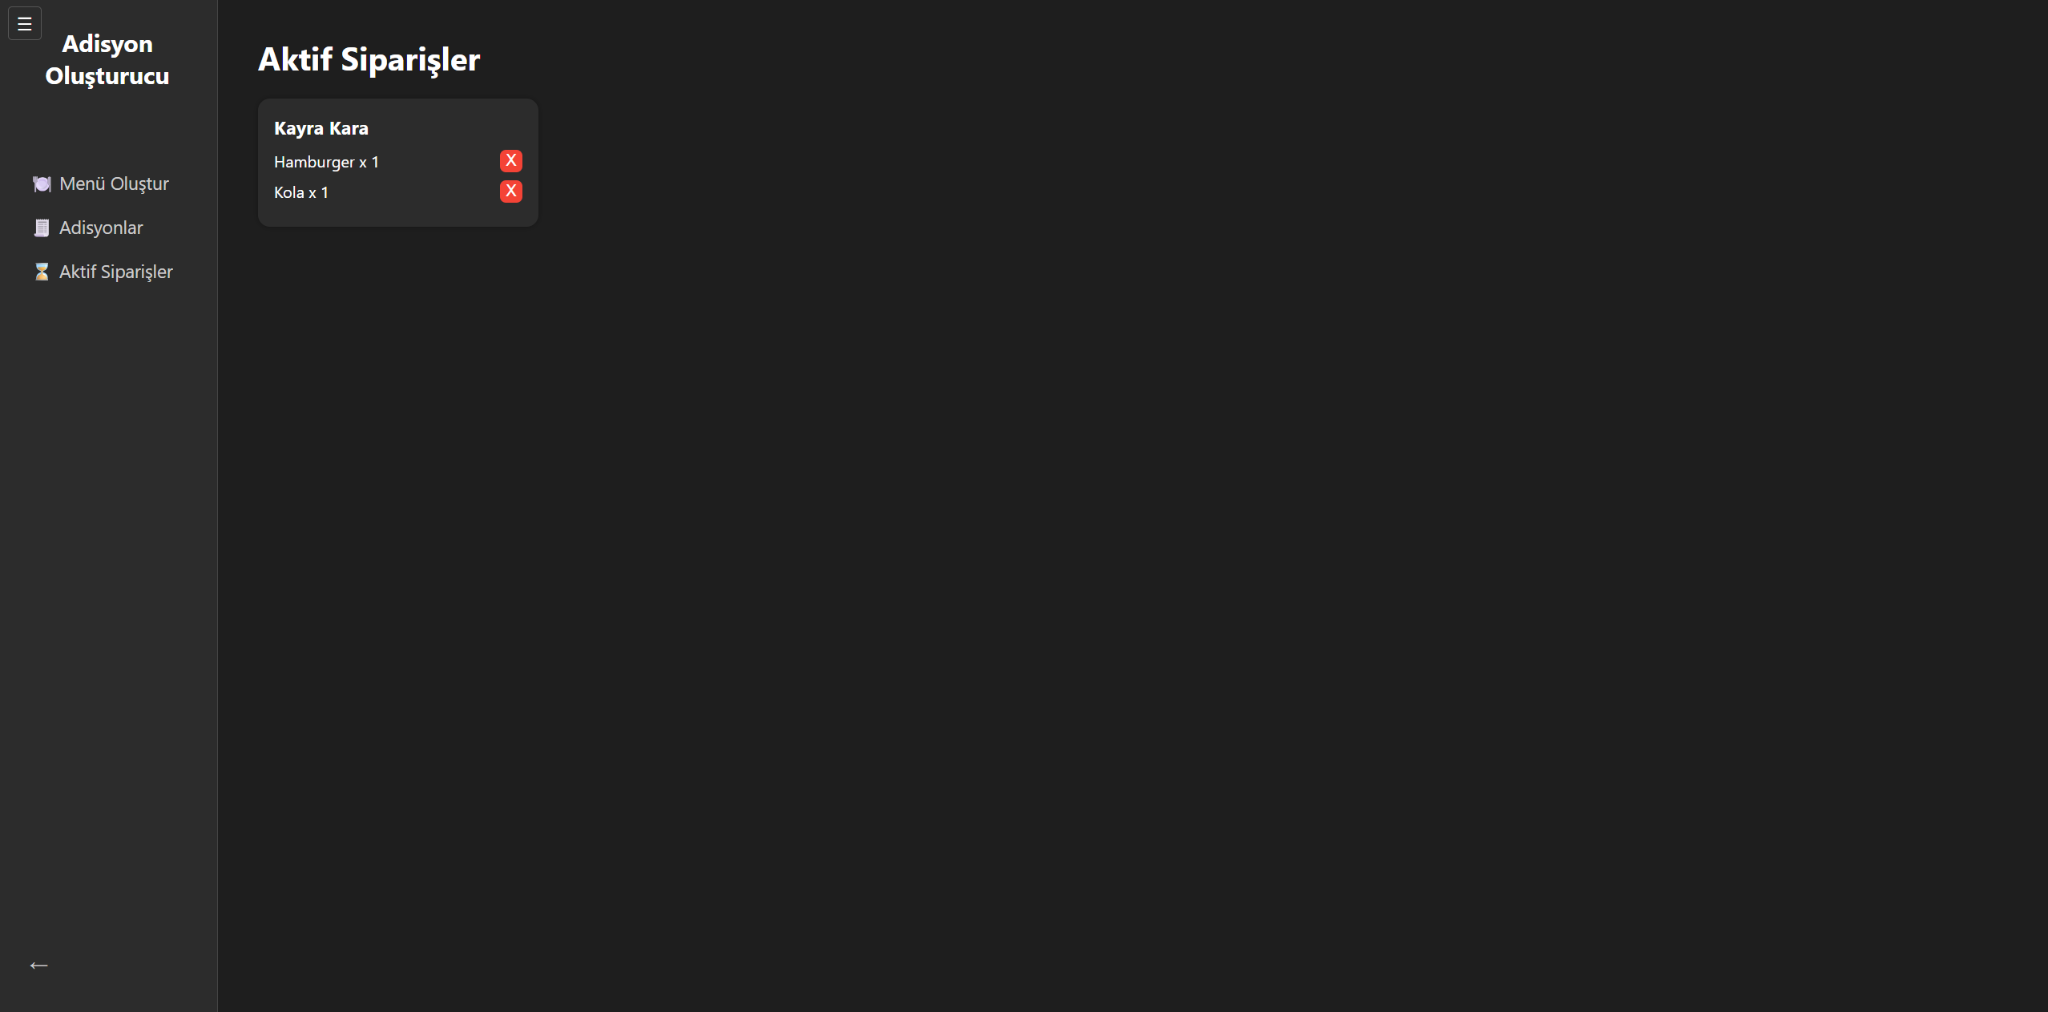 ☰
Adisyon
Oluşturucu
Menü Oluştur
Adisyonlar
Aktif Siparişler
←
Aktif Siparişler
Kayra Kara
Hamburger x 1 X
Kola x 1 X